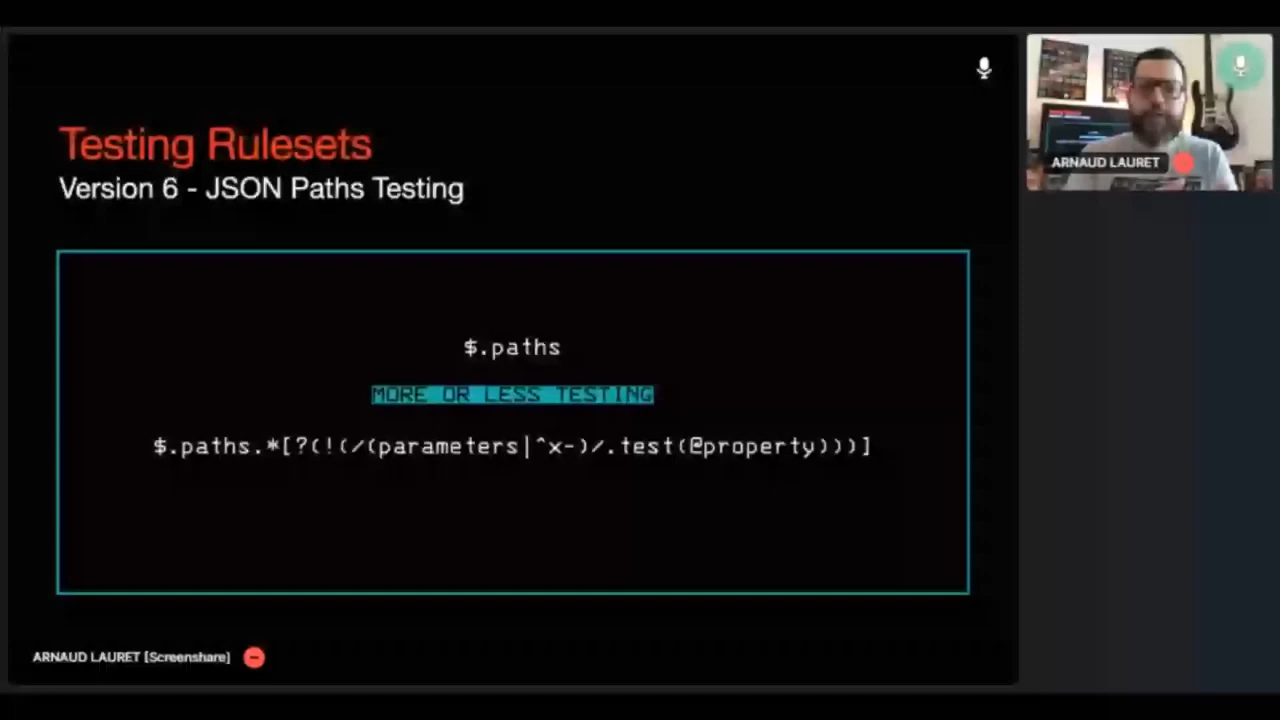 Testing Rulesets
Version 6 - JSON Paths Testing
$.paths
MORE OR LESS TESTING
$.paths.*[?(!(/(parameters|^x-)/.test(@property)))]
ARNAUD LAURET [Screenshare]
ARNAUD LAURET